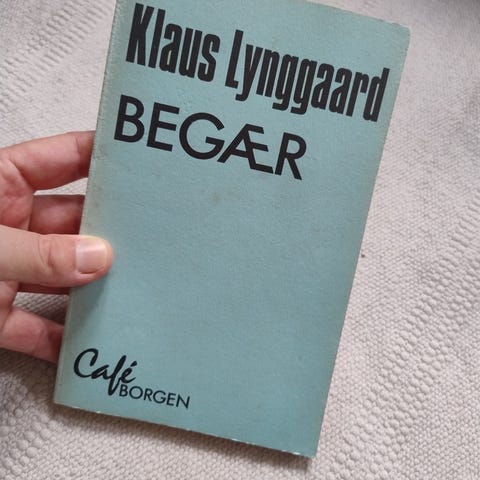 Klaus Lynggaard
BEGÆR
Café
BORGEN